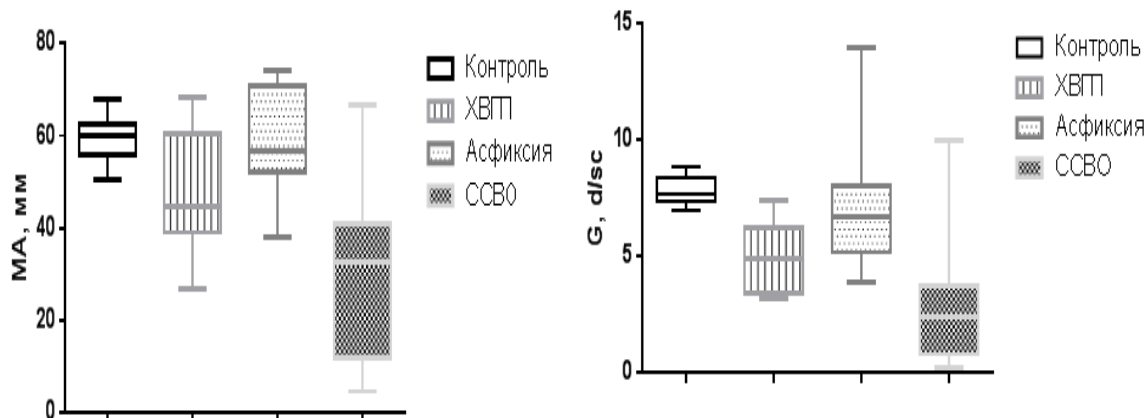 МА, мм
80
60
40
20
0
Контроль
ХВГП
Асфиксия
ССВО
G, d/sc
15
10
5
0
Контроль
ХВГП
Асфиксия
ССВО